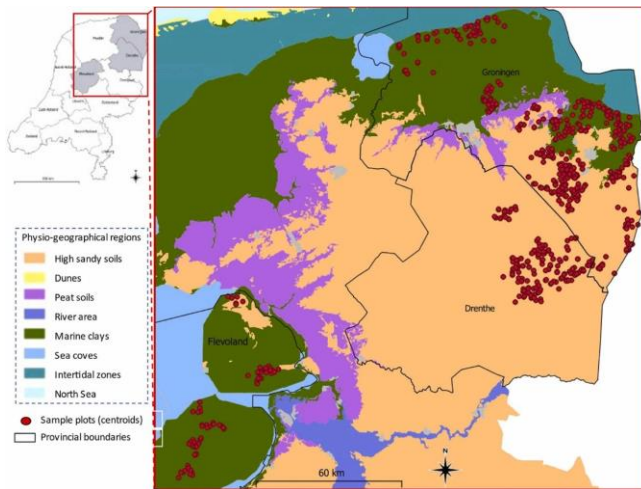 Groningen
Drenthe
Flevoland
60 km
N
Physio-geographical regions
High sandy soils
Dunes
Peat soils
River area
Marine clays
Sea coves
Intertidal zones
North Sea
Sample plots (centroids)
Provincial boundaries